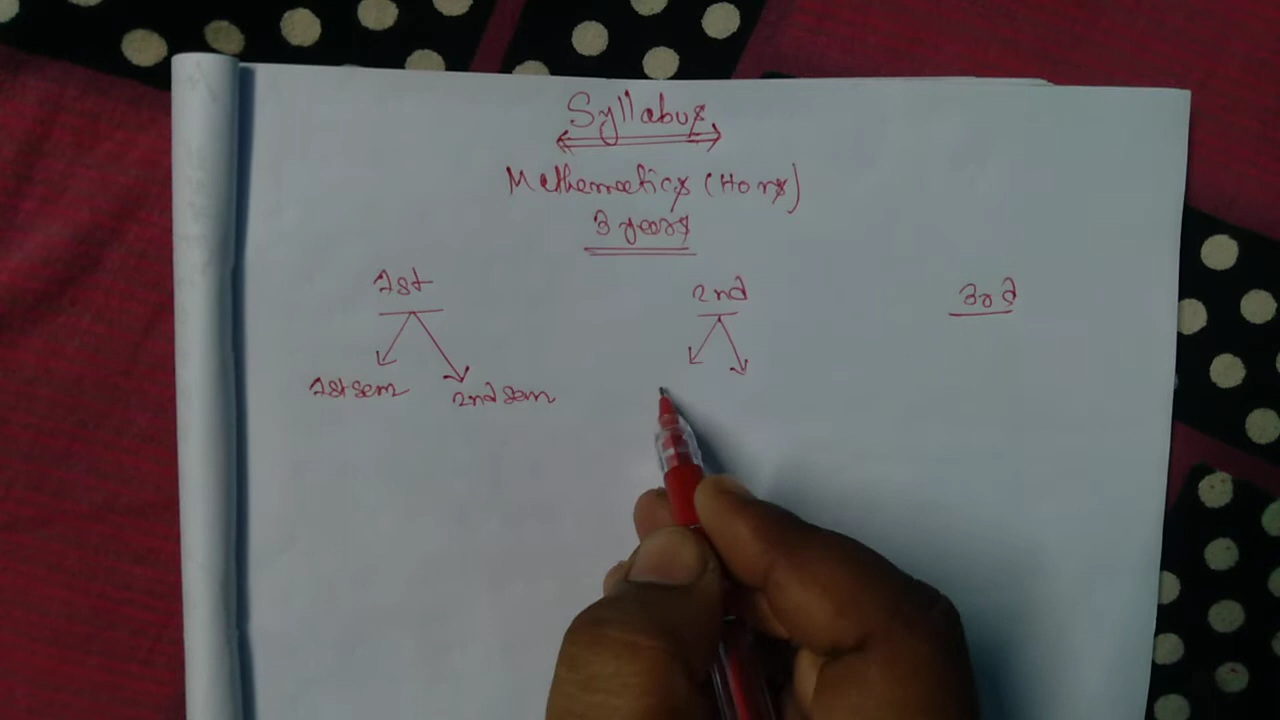 Syllabus
Mathematics (Hons)
3 years
1st 2nd 3rd
1st sem 2nd sem